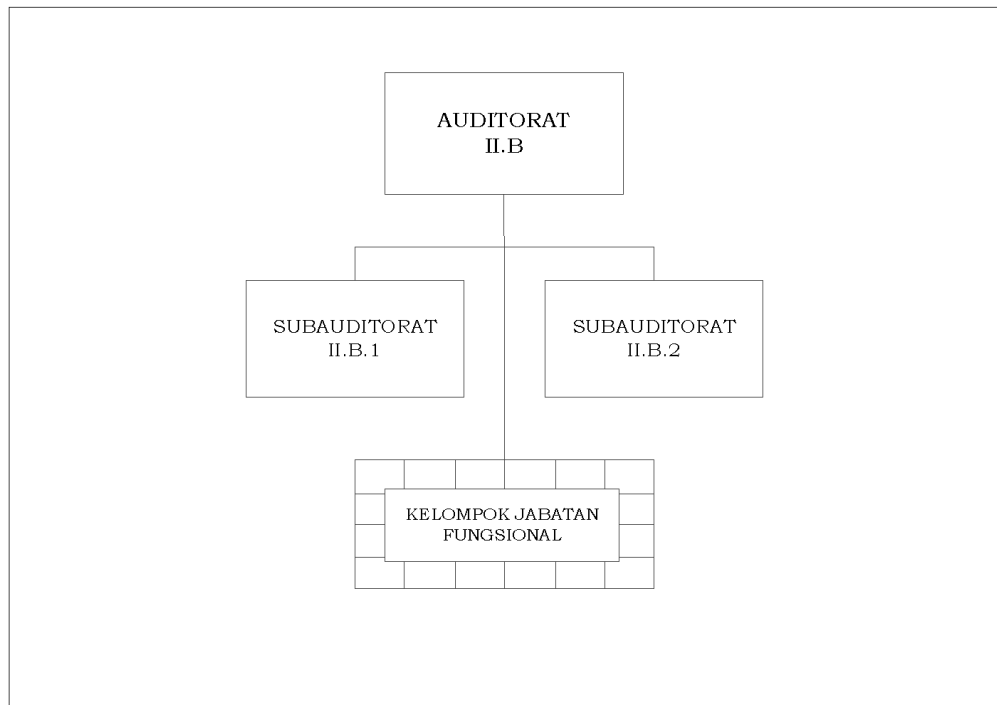 AUDITORAT
II.B
SUBAUDITORAT
II.B.1
SUBAUDITORAT
II.B.2
KELOMPOK JABATAN
FUNGSIONAL